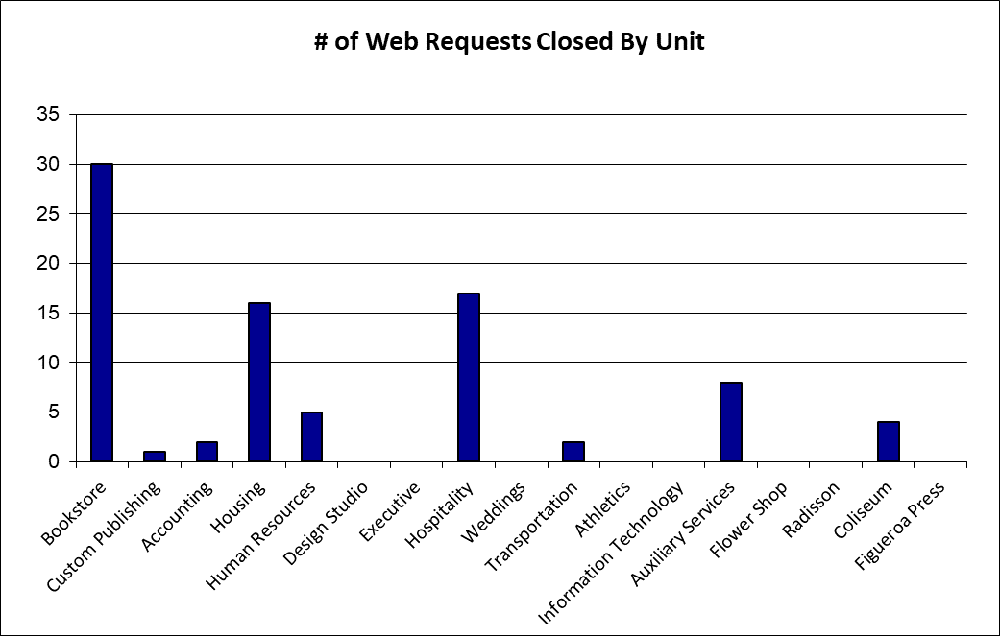 # of Web Requests Closed By Unit
35
30
25
20
15
10
5
0
Bookstore
Custom Publishing
Accounting
Housing
Human Resources
Design Studio
Executive
Hospitality
Weddings
Transportation
Athletics
Information Technology
Auxiliary Services
Flower Shop
Radisson
Coliseum
Figueroa Press